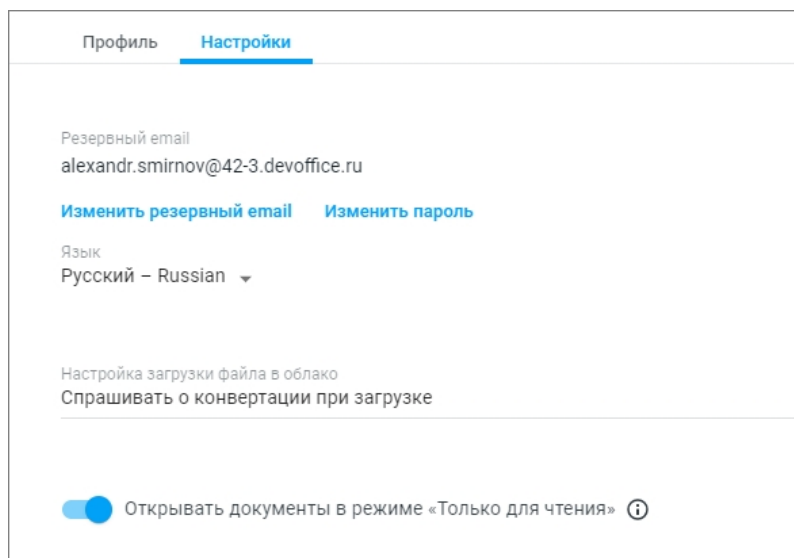 Профиль Настройки
Резервный email
alexandr.smirnov@42-3.devoffice.ru
Изменить резервный email Изменить пароль
Язык
Русский – Russian
Настройка загрузки файла в облако
Спрашивать о конвертации при загрузке
Открывать документы в режиме «Только для чтения»